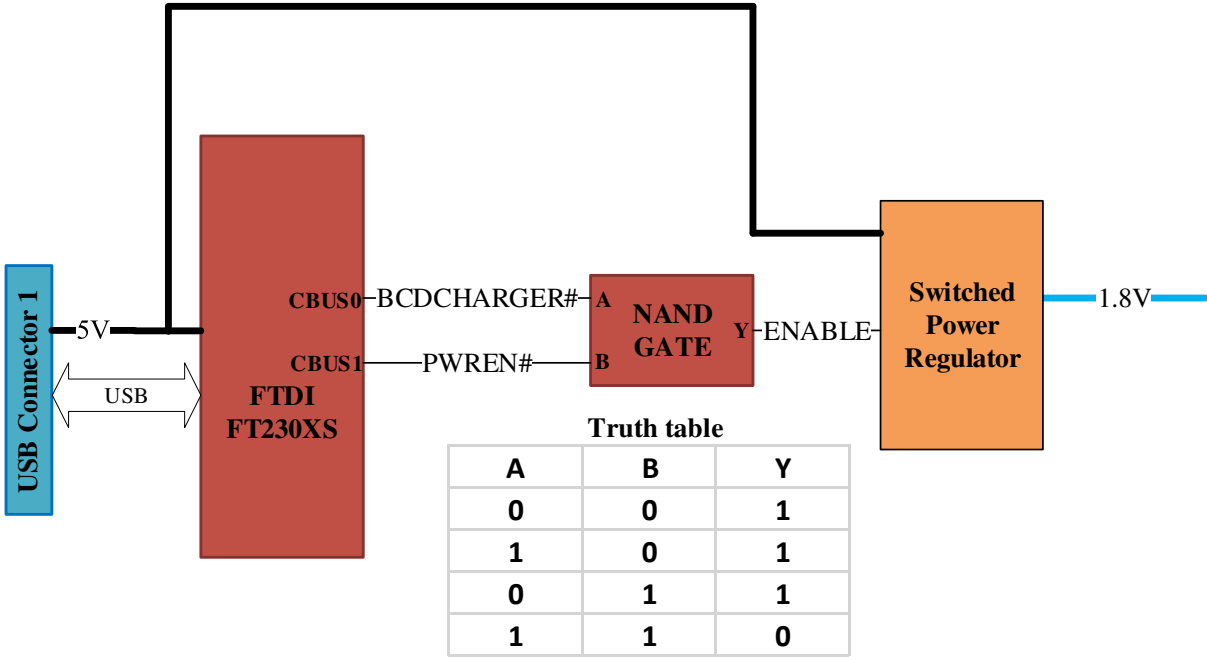 USB Connector 1
5V
USB
CBUS0
CBUS1
FTDI
FT230XS
BCDCHARGER#
PWREN#
A
B
NAND
GATE
Y
ENABLE
Switched
Power
Regulator
1.8V
Truth table
A B Y
0 0 1
1 0 1
0 1 1
1 1 0